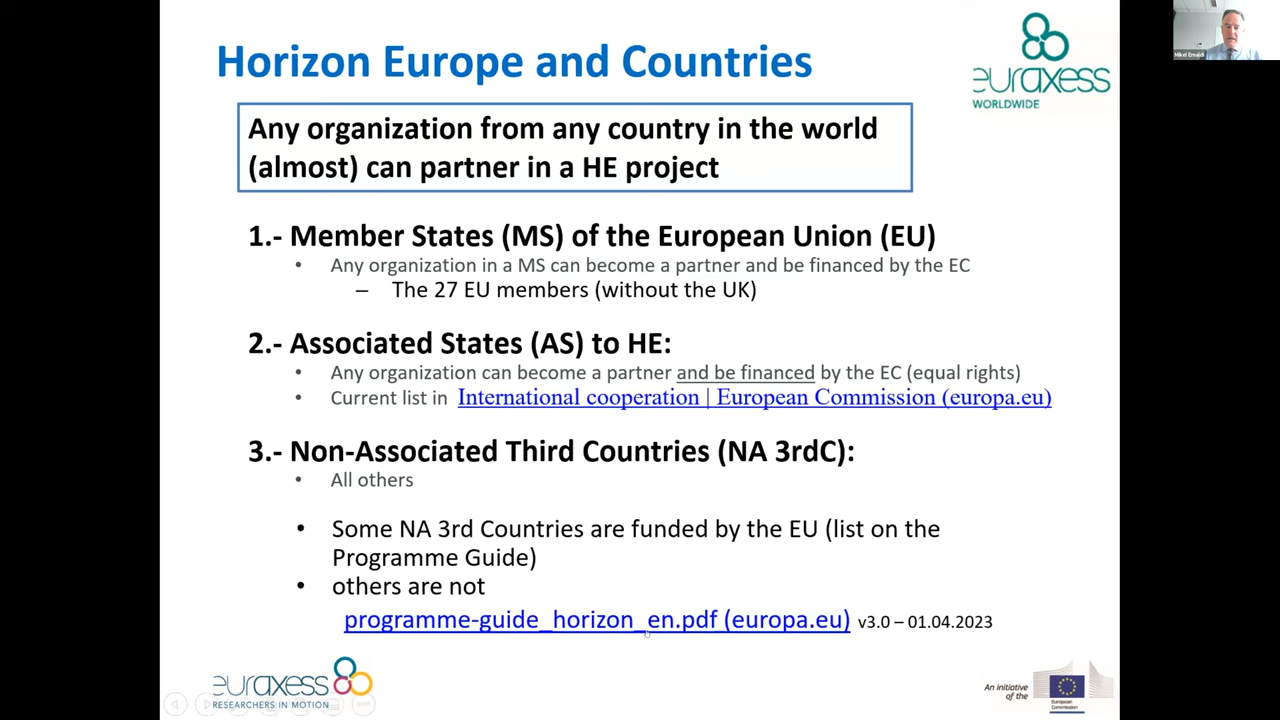 Horizon Europe and Countries
euraxess
WORLDWIDE
Mikel Emaldi
Any organization from any country in the world
(almost) can partner in a HE project
1.- Member States (MS) of the European Union (EU)
• Any organization in a MS can become a partner and be financed by the EC
– The 27 EU members (without the UK)
2.- Associated States (AS) to HE:
• Any organization can become a partner and be financed by the EC (equal rights)
• Current list in International cooperation | European Commission (europa.eu)
3.- Non-Associated Third Countries (NA 3rdC):
• All others
• Some NA 3rd Countries are funded by the EU (list on the
Programme Guide)
• others are not
programme-guide_horizon_en.pdf (europa.eu) v3.0 – 01.04.2023
euraxess
RESEARCHERS IN MOTION
An initiative
of the
European
Commission